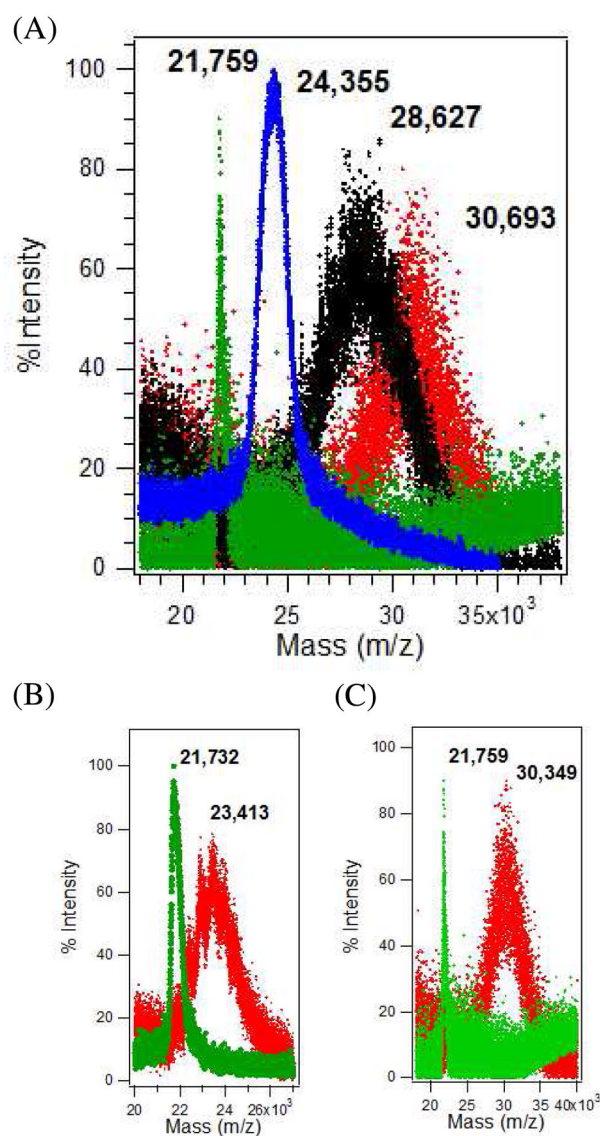 (A)
21,759
24,355
28,627
30,693
100
80
60
40
20
0
%Intensity
20 25 30 35x10³
Mass (m/z)
(B)
21,732
23,413
100
80
60
40
20
0
% Intensity
20 22 24 26x10³
Mass (m/z)
(C)
21,759
30,349
100
80
60
40
20
0
% Intensity
20 30 40x10³
Mass (m/z)